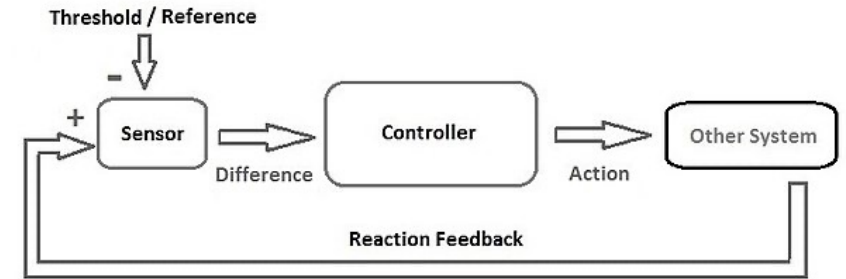 Threshold / Reference
-
+
Sensor
Difference
Controller
Action
Other System
Reaction Feedback